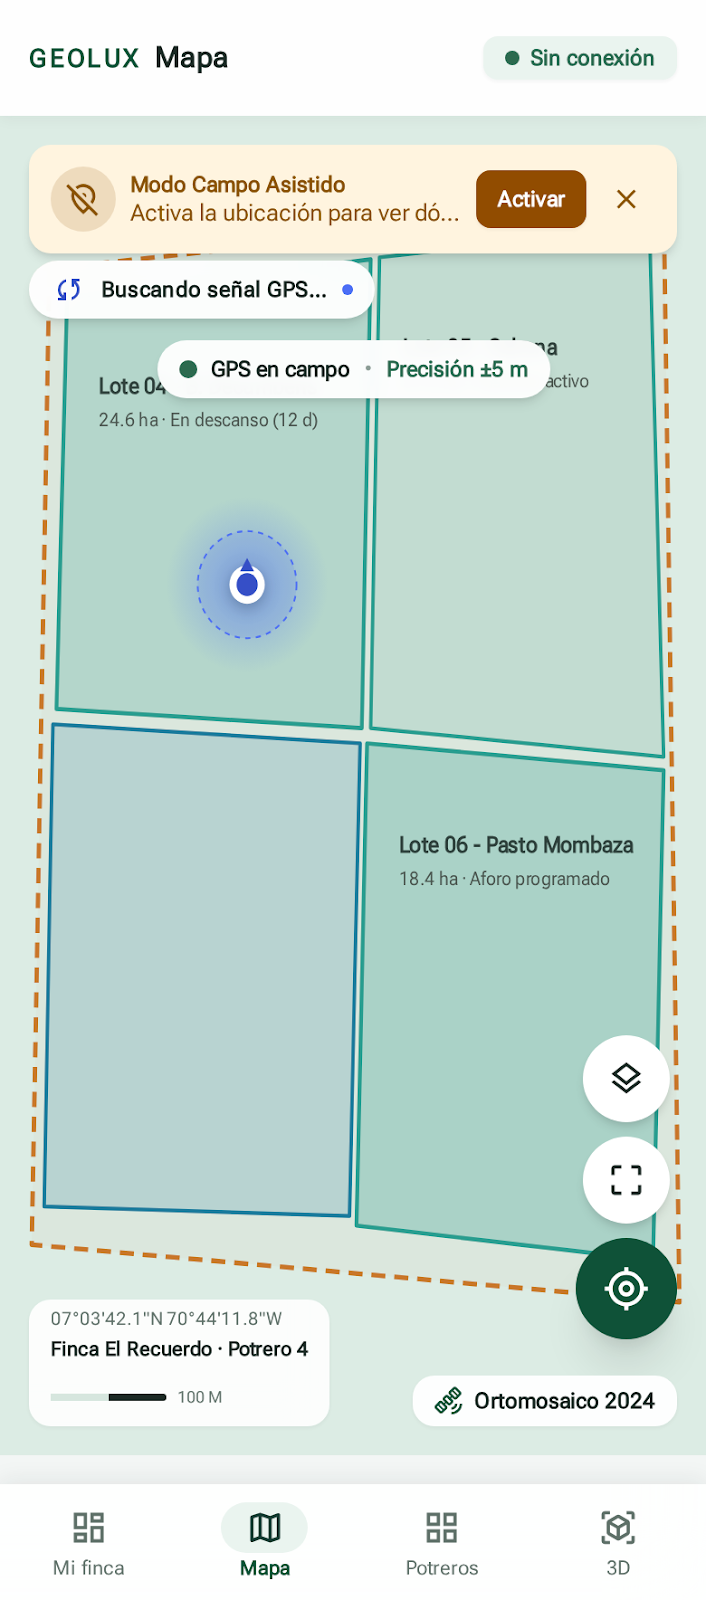 GEOLUX Mapa
Sin conexión
Modo Campo Asistido
Activa la ubicación para ver dó...
Activar
Buscando señal GPS...
GPS en campo · Precisión ±5 m
Lote 04
24.6 ha · En descanso (12 d)
Lote 06 - Pasto Mombaza
18.4 ha · Aforo programado
07°03'42.1"N 70°44'11.8"W
Finca El Recuerdo · Potrero 4
100 M
Ortomosaico 2024
Mi finca
Mapa
Potreros
3D